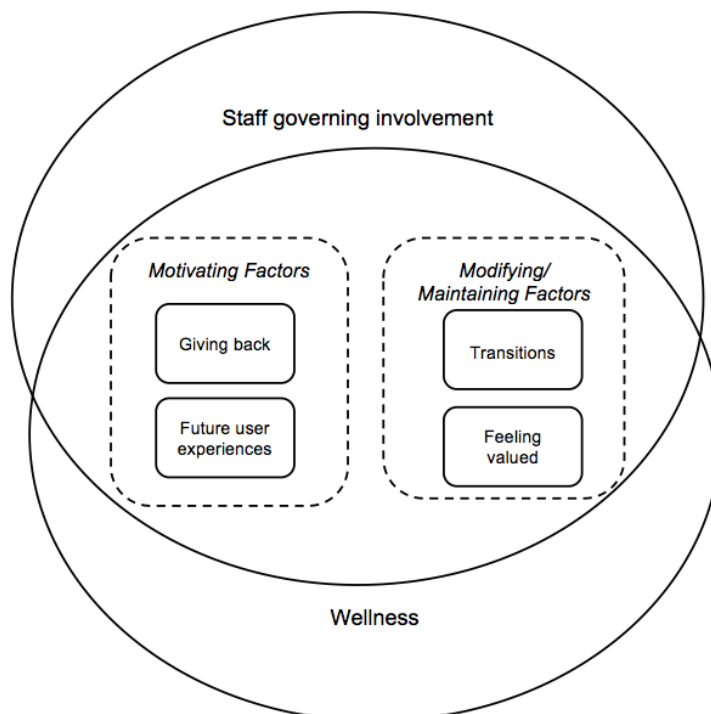 Staff governing involvement
Motivating Factors
Giving back
Future user
experiences
Modifying/
Maintaining Factors
Transitions
Feeling
valued
Wellness